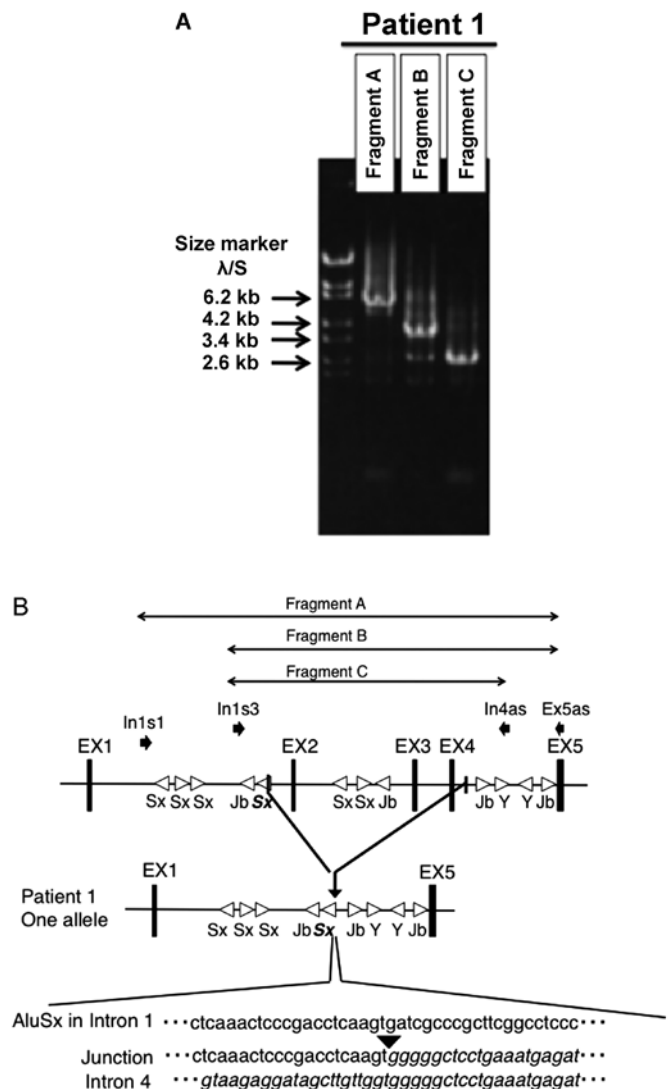 A
Patient 1
Fragment A
Fragment B
Fragment C
Size marker
λ/S
6.2 kb
4.2 kb
3.4 kb
2.6 kb
B
Fragment A
Fragment B
Fragment C
In1s1 In1s3 In4as Ex5as
EX1 EX2 EX3 EX4 EX5
Sx Sx Sx Jb Sx Sx Sx Jb Jb Y Y Jb
EX1 EX5
Patient 1
One allele
Sx Sx Sx Jb Sx Jb Y Y Jb
AluSx in Intron 1 ···ctcaaactcccgacctcaagtgatcgcccgcttcggcctccc···
Junction ···ctcaaactcccgacctcaagtgggggctcctgaaatgagat···
Intron 4 ···gtaagaggatagcttgttggtgggggctcctgaaatgagat···